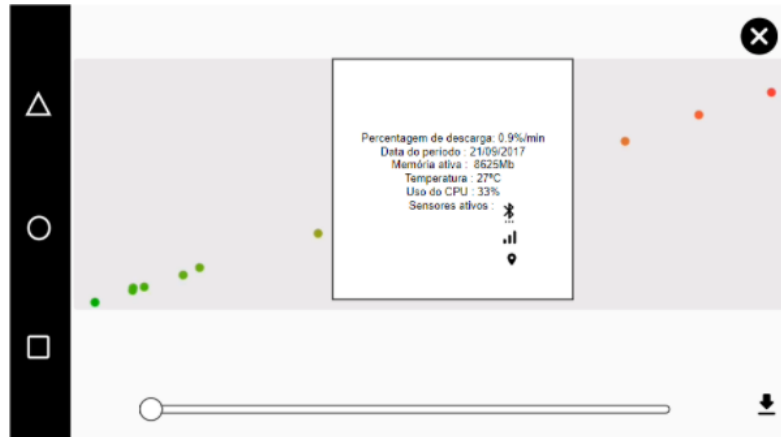 Percentagem de descarga: 0.9%/min
Data do periodo : 21/09/2017
Memória ativa : 8625Mb
Temperatura : 27ºC
Uso do CPU : 33%
Sensores ativos :